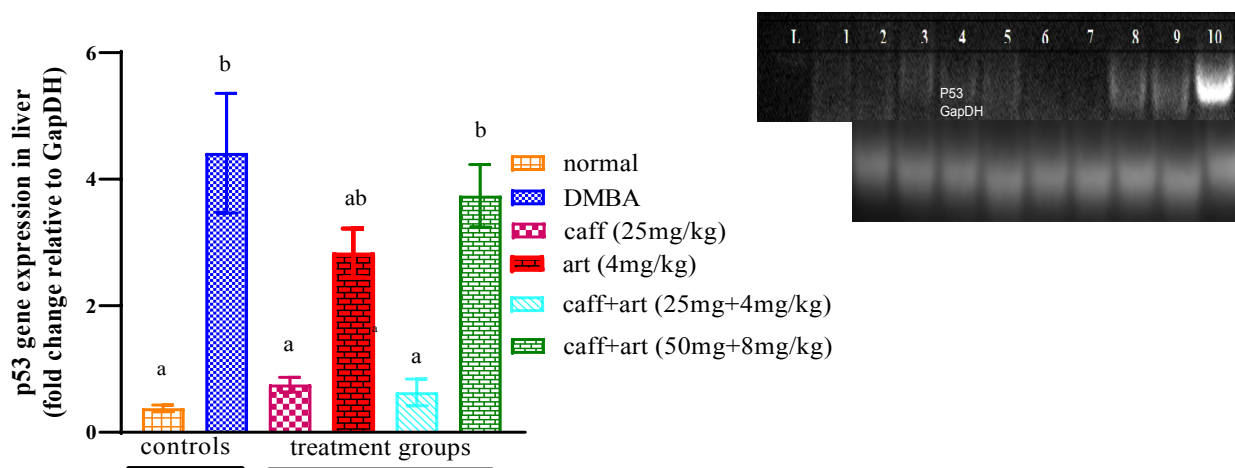 p53 gene expression in liver
(fold change relative to GapDH)
6
4
2
0
a
b
a
ab
a
a
b
controls
treatment groups
normal
DMBA
caff (25mg/kg)
art (4mg/kg)
caff+art (25mg+4mg/kg)
caff+art (50mg+8mg/kg)
L 1 2 3 4 5 6 7 8 9 10
P53
GapDH